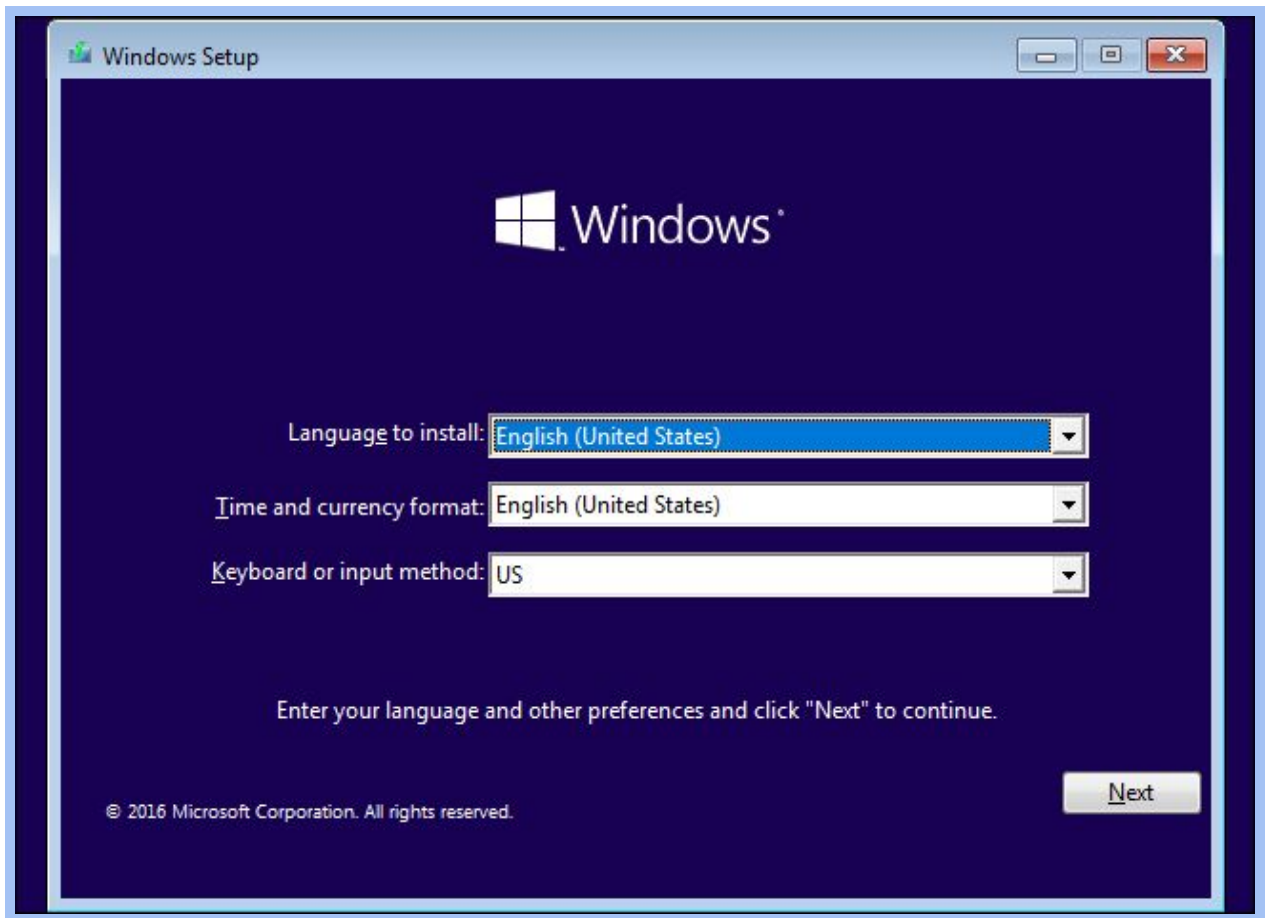 Windows Setup
Windows
Language to install: English (United States)
Time and currency format: English (United States)
Keyboard or input method: US
Enter your language and other preferences and click "Next" to continue.
Next
© 2016 Microsoft Corporation. All rights reserved.